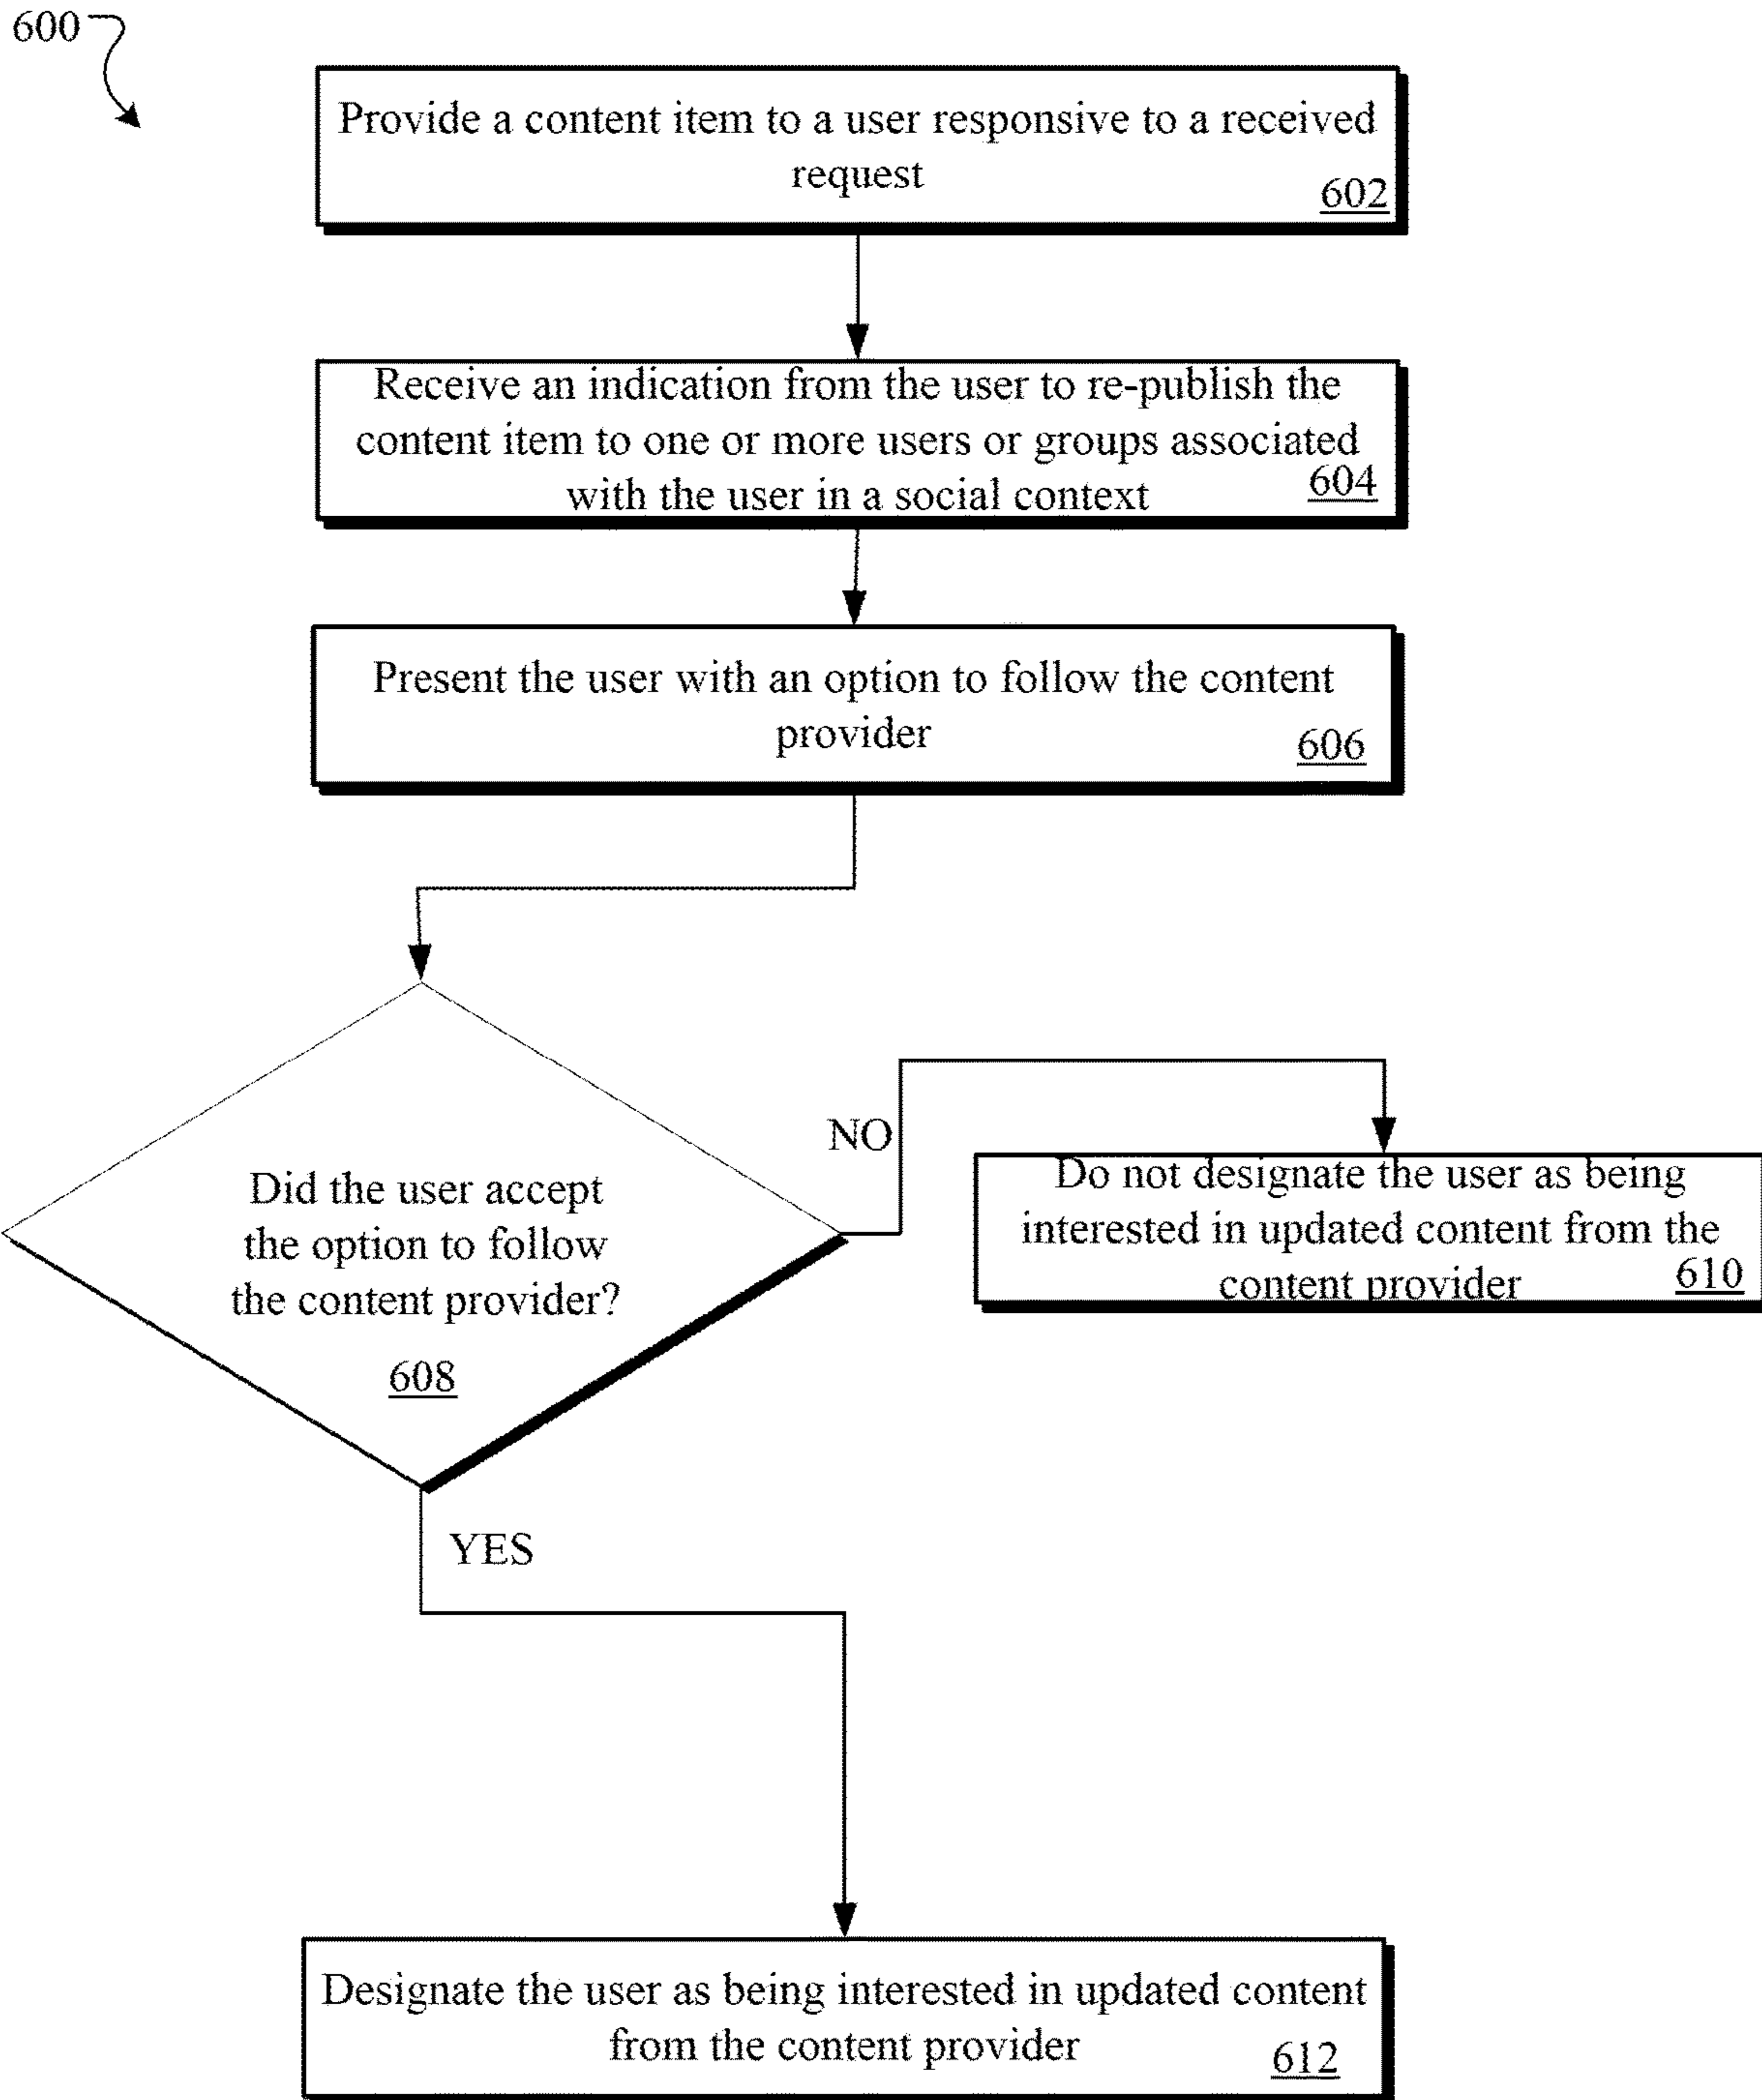 600
Provide a content item to a user responsive to a received
request
602
Receive an indication from the user to re-publish the
content item to one or more users or groups associated
with the user in a social context
604
Present the user with an option to follow the content
provider
606
Did the user accept
the option to follow
the content provider?
608
NO
Do not designate the user as being
interested in updated content from the
content provider
610
YES
Designate the user as being interested in updated content
from the content provider
612